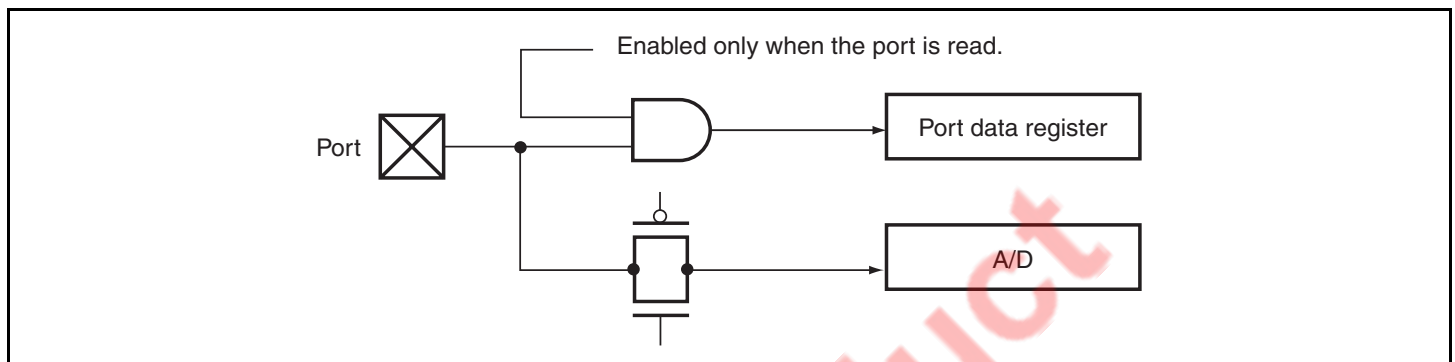 Enabled only when the port is read.
Port
Port data register
A/D